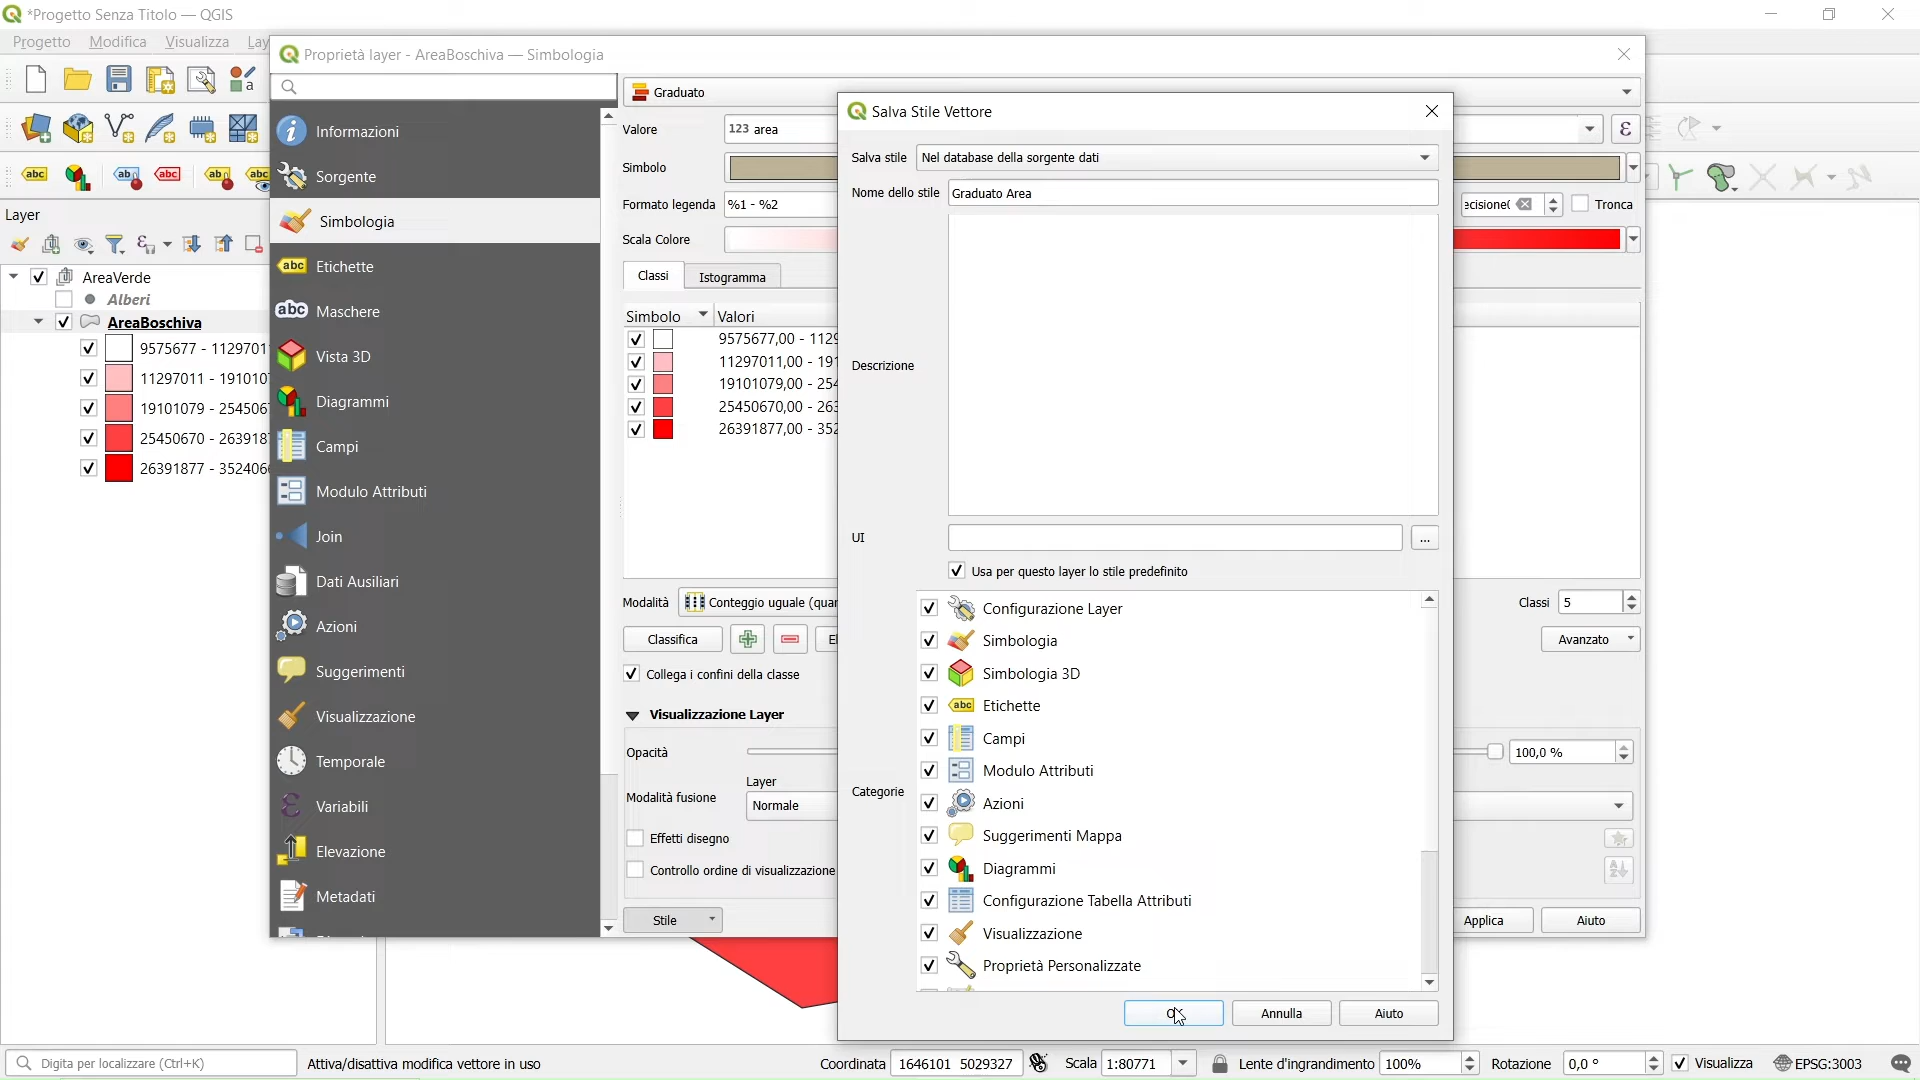 *Progetto Senza Titolo — QGIS
Progetto Modifica Visualizza Lay
Proprietà layer - AreaBoschiva — Simbologia
Layer
AreaVerde
Alberi
AreaBoschiva
9575677 - 1129701
11297011 - 191010
19101079 - 254506
25450670 - 263918
26391877 - 352406
Informazioni
Sorgente
Simbologia
abc Etichette
abc Maschere
Vista 3D
Diagrammi
Campi
Modulo Attributi
Join
Dati Ausiliari
Azioni
Suggerimenti
Visualizzazione
Temporale
Variabili
Elevazione
Metadati
Graduato
Valore 123 area
Simbolo
Formato legenda %1 - %2
ecisione( Tronca
Scala Colore
Classi Istogramma
Simbolo Valori
9575677,00 - 1129
11297011,00 - 191
19101079,00 - 254
25450670,00 - 263
26391877,00 - 352
Modalità Conteggio uguale (quan
Classi 5
Classifica El
Avanzato
Collega i confini della classe
Visualizzazione Layer
Opacità 100,0 %
Layer
Modalità fusione Normale
Effetti disegno
Controllo ordine di visualizzazione
Stile Applica Aiuto
Salva Stile Vettore
Salva stile Nel database della sorgente dati
Nome dello stile Graduato Area
Descrizione
UI ...
Usa per questo layer lo stile predefinito
Categorie
Configurazione Layer
Simbologia
Simbologia 3D
abc Etichette
Campi
Modulo Attributi
Azioni
Suggerimenti Mappa
Diagrammi
Configurazione Tabella Attributi
Visualizzazione
Proprietà Personalizzate
Annulla Aiuto
Digita per localizzare (Ctrl+K) Attiva/disattiva modifica vettore in uso Coordinata 1646101 5029327 Scala 1:80771 Lente d'ingrandimento 100% Rotazione 0,0 ° Visualizza EPSG:3003